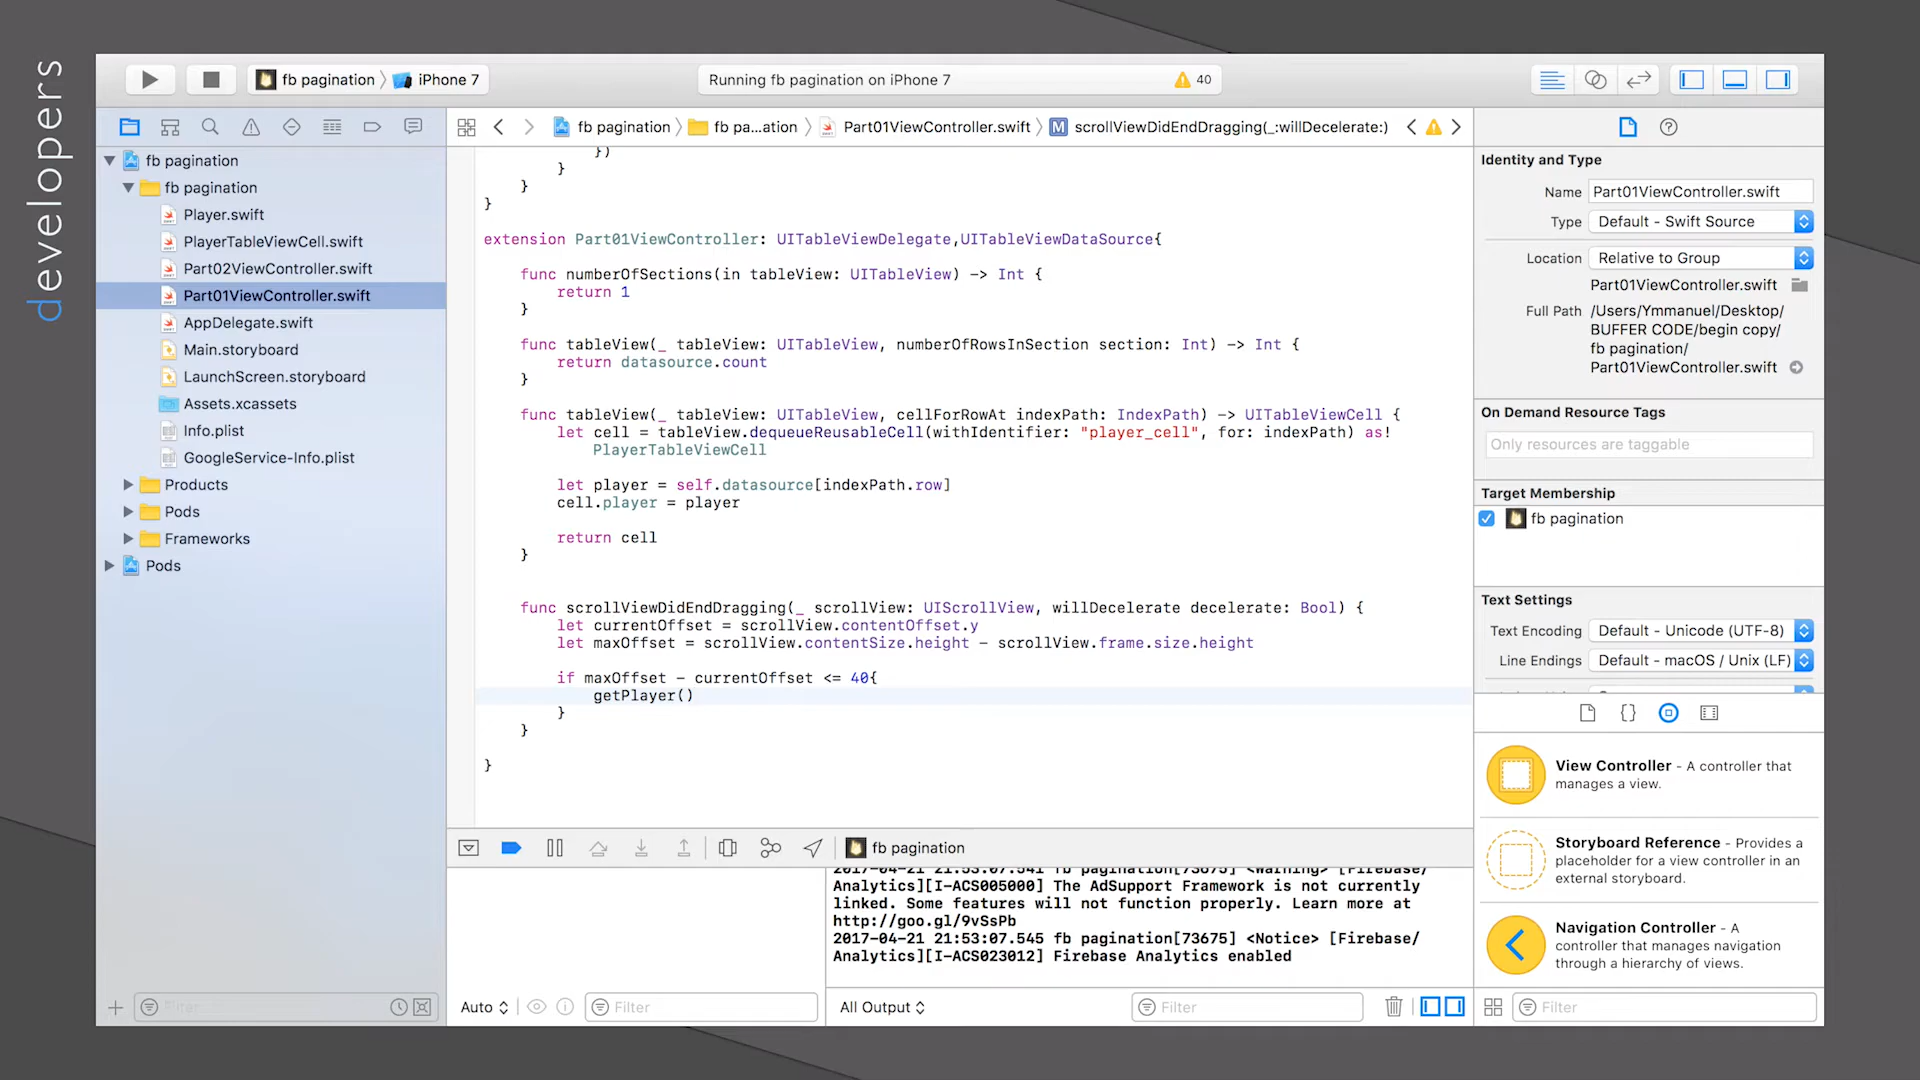 developers
fb pagination
iPhone 7
Running fb pagination on iPhone 7
40
fb pagination
fb pa...ation
Part01ViewController.swift
M
scrollViewDidEndDragging(_:willDecelerate:)
fb pagination
fb pagination
Player.swift
PlayerTableViewCell.swift
Part02ViewController.swift
Part01ViewController.swift
AppDelegate.swift
Main.storyboard
LaunchScreen.storyboard
Assets.xcassets
Info.plist
GoogleService-Info.plist
Products
Pods
Frameworks
Pods
Filter
})
}
}
}
extension Part01ViewController: UITableViewDelegate,UITableViewDataSource{
func numberOfSections(in tableView: UITableView) -> Int {
return 1
}
func tableView(_ tableView: UITableView, numberOfRowsInSection section: Int) -> Int {
return datasource.count
}
func tableView(_ tableView: UITableView, cellForRowAt indexPath: IndexPath) -> UITableViewCell {
let cell = tableView.dequeueReusableCell(withIdentifier: "player_cell", for: indexPath) as!
PlayerTableViewCell
let player = self.datasource[indexPath.row]
cell.player = player
return cell
}
func scrollViewDidEndDragging(_ scrollView: UIScrollView, willDecelerate decelerate: Bool) {
let currentOffset = scrollView.contentOffset.y
let maxOffset = scrollView.contentSize.height - scrollView.frame.size.height
if maxOffset - currentOffset <= 40{
getPlayer()
}
}
}
fb pagination
2017-04-21 21:53:07.541 fb pagination[73675] <Warning> [Firebase/
Analytics][I-ACS005000] The AdSupport Framework is not currently
linked. Some features will not function properly. Learn more at
http://goo.gl/9vSsPb
2017-04-21 21:53:07.545 fb pagination[73675] <Notice> [Firebase/
Analytics][I-ACS023012] Firebase Analytics enabled
Auto
Filter
All Output
Filter
Identity and Type
Name Part01ViewController.swift
Type Default - Swift Source
Location Relative to Group
Part01ViewController.swift
Full Path /Users/Ymmanuel/Desktop/
BUFFER CODE/begin copy/
fb pagination/
Part01ViewController.swift
On Demand Resource Tags
Only resources are taggable
Target Membership
fb pagination
Text Settings
Text Encoding Default - Unicode (UTF-8)
Line Endings Default - macOS / Unix (LF)
View Controller - A controller that
manages a view.
Storyboard Reference - Provides a
placeholder for a view controller in an
external storyboard.
Navigation Controller - A
controller that manages navigation
through a hierarchy of views.
Filter